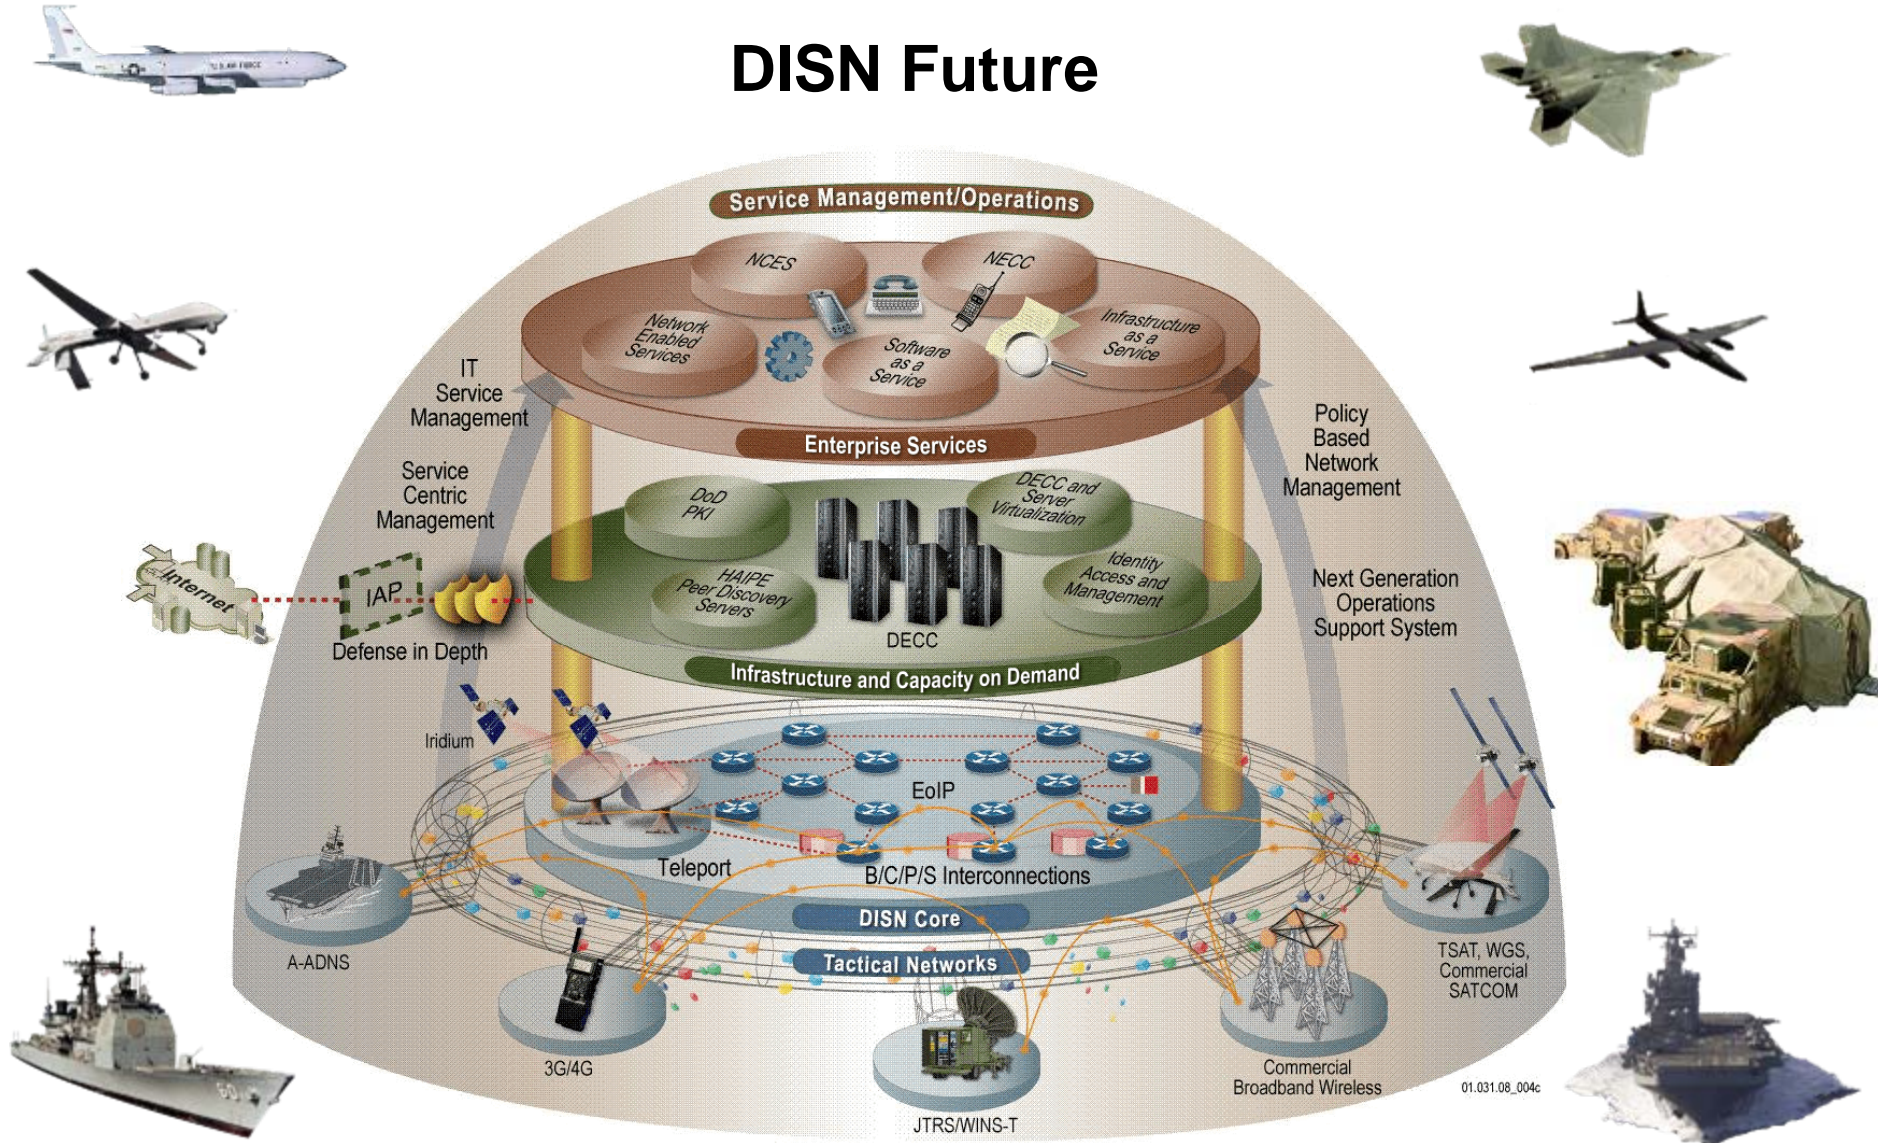 DISN Future
U.S. AIR FORCE
Service Management/Operations
NCES
NECC
Network
Enabled
Services
Software
as a
Service
Infrastructure
as a
Service
Enterprise Services
IT
Service
Management
Service
Centric
Management
Policy
Based
Network
Management
Next Generation
Operations
Support System
DoD
PKI
DECC and
Server
Virtualization
HAIPE
Peer Discovery
Servers
Identity
Access and
Management
DECC
Infrastructure and Capacity on Demand
Internet
IAP
Defense in Depth
Iridium
EoIP
Teleport
B/C/P/S Interconnections
DISN Core
Tactical Networks
A-ADNS
3G/4G
JTRS/WINS-T
Commercial
Broadband Wireless
TSAT, WGS,
Commercial
SATCOM
01.031.08_004c
60